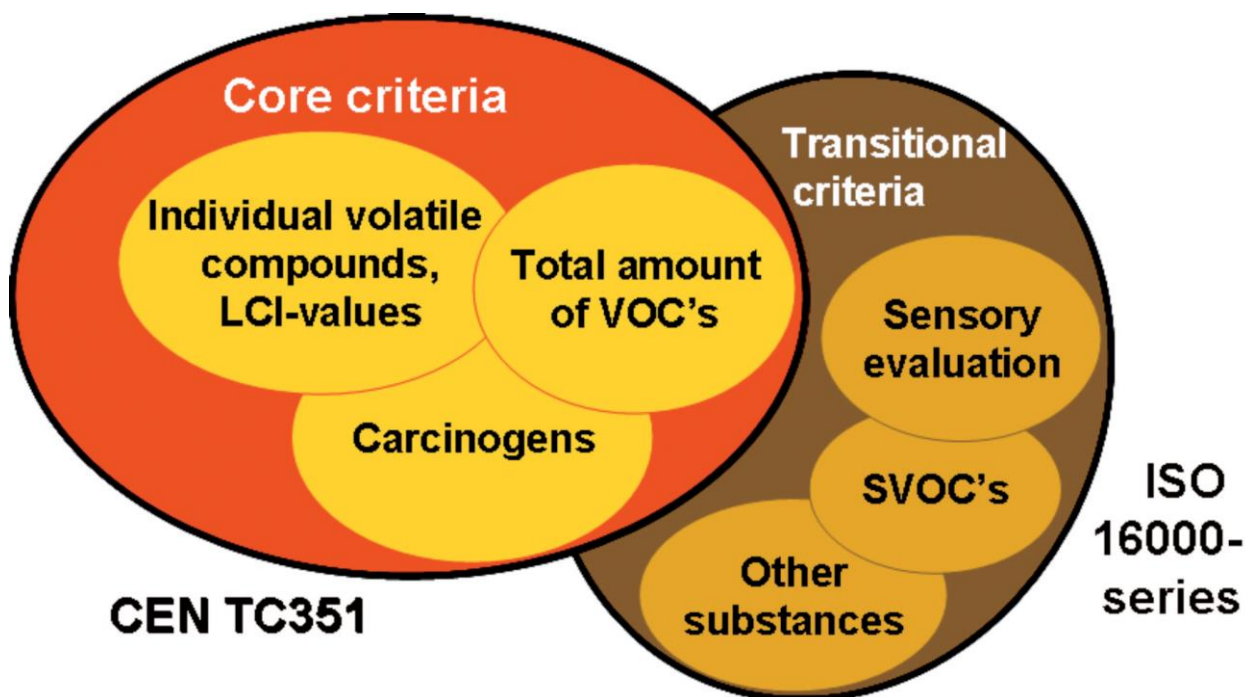 Core criteria
Individual volatile
compounds,
LCI-values
Total amount
of VOC's
Carcinogens
CEN TC351
Transitional
criteria
Sensory
evaluation
SVOC's
Other
substances
ISO
16000-
series